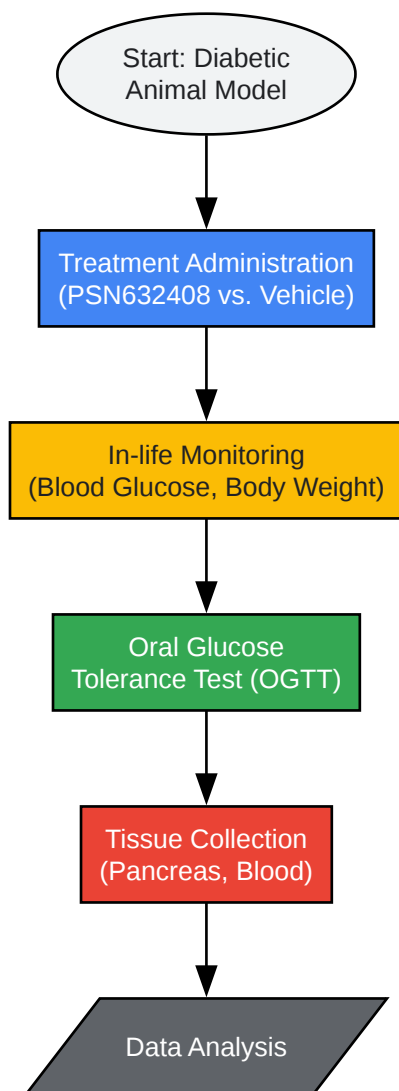 Start: Diabetic
Animal Model
Treatment Administration
(PSN632408 vs. Vehicle)
In-life Monitoring
(Blood Glucose, Body Weight)
Oral Glucose
Tolerance Test (OGTT)
Tissue Collection
(Pancreas, Blood)
Data Analysis